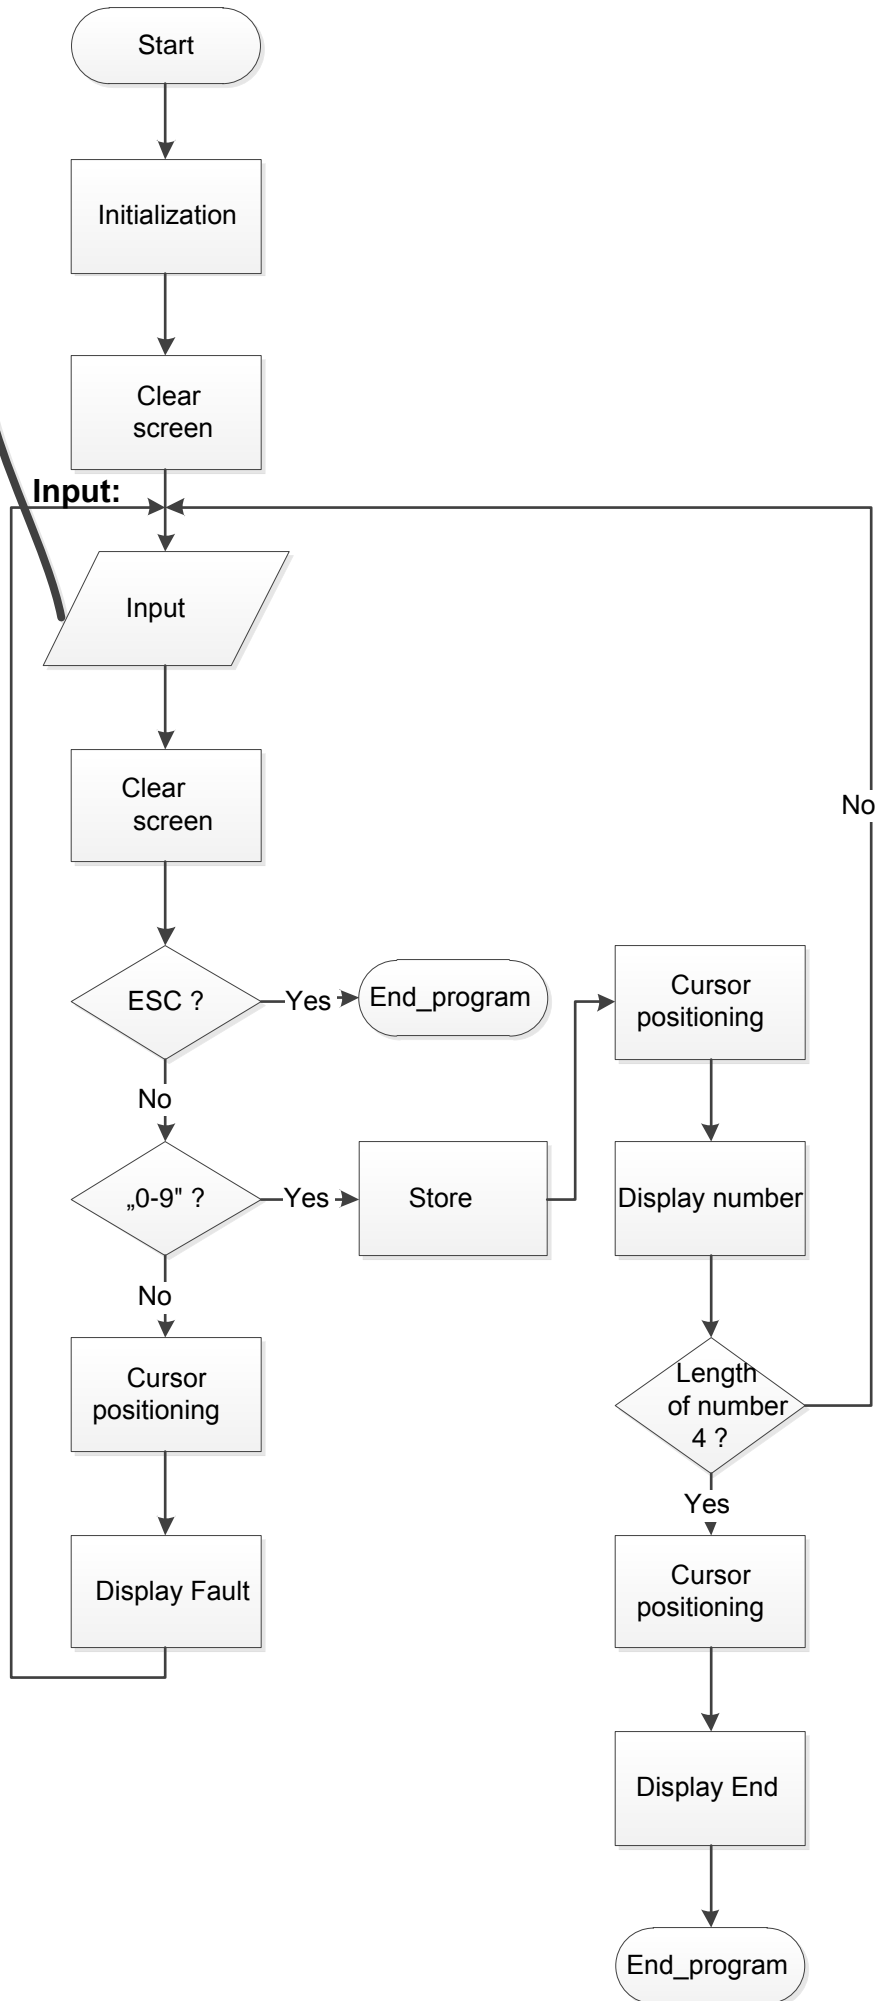 Start
Initialization
Clear
screen
Input:
Input
Clear
screen
No
ESC ?
Yes
End_program
Cursor
positioning
No
„0-9" ?
Yes
Store
Display number
No
Cursor
positioning
Length
of number
4 ?
Yes
Display Fault
Cursor
positioning
Display End
End_program